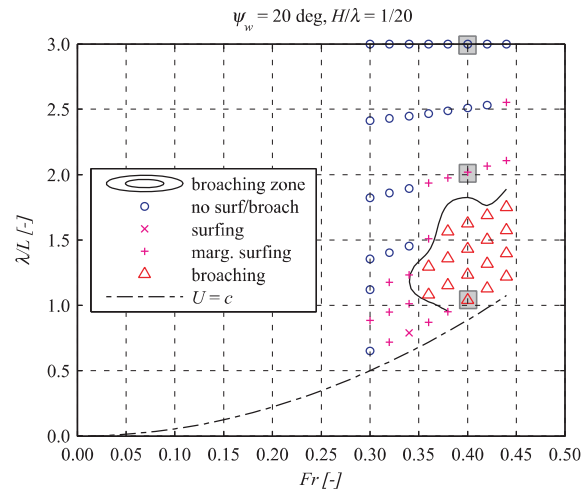 ψw = 20 deg, H/λ = 1/20
3.0
2.5
2.0
1.5
1.0
0.5
0.0
λ/L [-]
broaching zone
no surf/broach
surfing
marg. surfing
broaching
U = c
0.00 0.05 0.10 0.15 0.20 0.25 0.30 0.35 0.40 0.45 0.50
Fr [-]